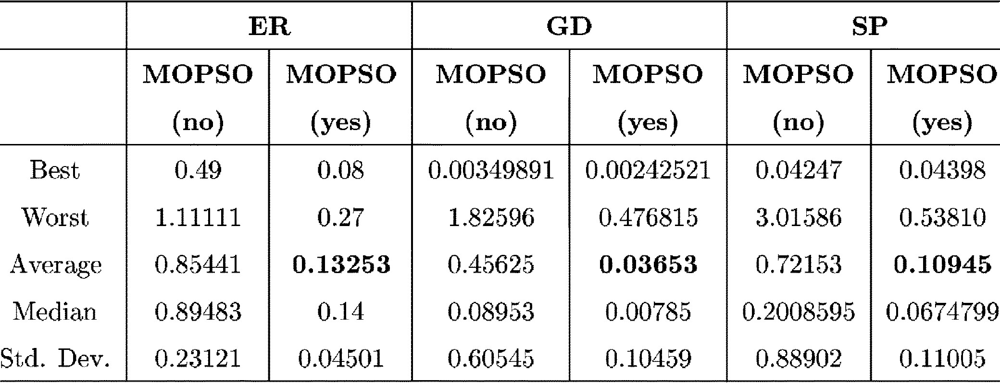 ER GD SP
MOPSO MOPSO MOPSO MOPSO MOPSO MOPSO
(no) (yes) (no) (yes) (no) (yes)
Best 0.49 0.08 0.00349891 0.00242521 0.04247 0.04398
Worst 1.11111 0.27 1.82596 0.476815 3.01586 0.53810
Average 0.85441 0.13253 0.45625 0.03653 0.72153 0.10945
Median 0.89483 0.14 0.08953 0.00785 0.2008595 0.0674799
Std. Dev. 0.23121 0.04501 0.60545 0.10459 0.88902 0.11005